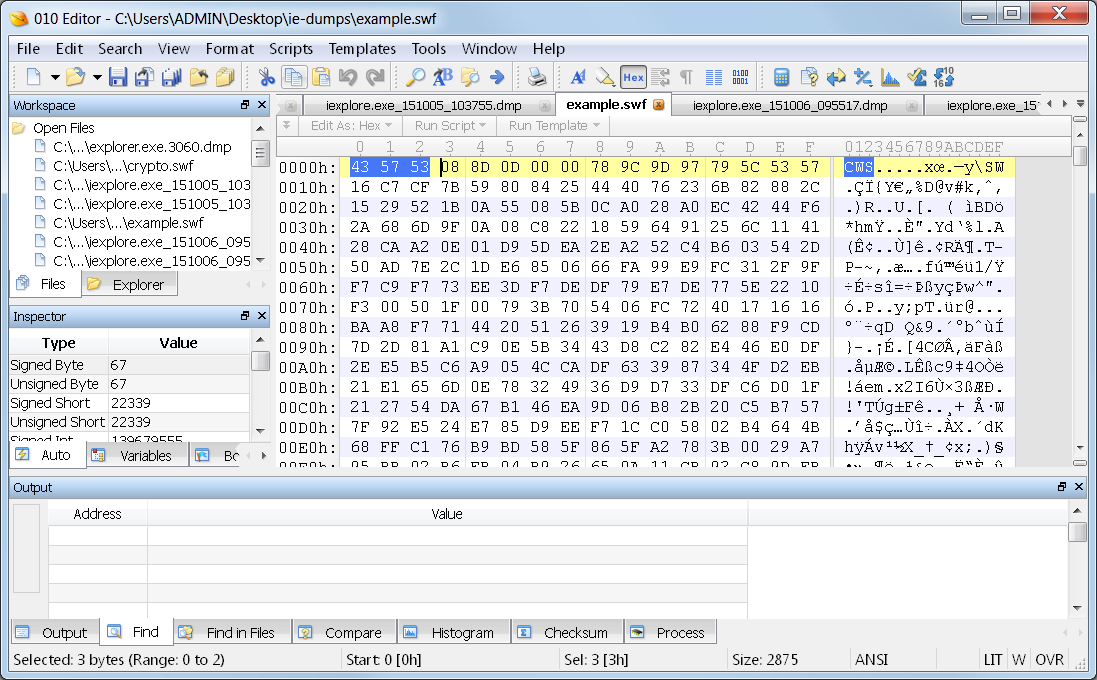 010 Editor - C:\Users\ADMIN\Desktop\ie-dumps\example.swf
File Edit Search View Format Scripts Templates Tools Window Help
Workspace
Open Files
C:\...\explorer.exe.3060.dmp
C:\Users\...\crypto.swf
C:\...\iexplore.exe_151005_103
C:\...\iexplore.exe_151005_103
C:\Users\...\example.swf
C:\...\iexplore.exe_151006_095
C:\...\iexplore.exe_151006_095
Files Explorer
Inspector
Type Value
Signed Byte 67
Unsigned Byte 67
Signed Short 22339
Unsigned Short 22339
Signed Int 139679555
Auto Variables Bo
iexplore.exe_151005_103755.dmp example.swf iexplore.exe_151006_095517.dmp iexplore.exe_15
Edit As: Hex Run Script Run Template
0 1 2 3 4 5 6 7 8 9 A B C D E F 0123456789ABCDEF
0000h: 43 57 53 08 8D 0D 00 00 78 9C 9D 97 79 5C 53 57 CWS.....xœ.—y\SW
0010h: 16 C7 CF 7B 59 80 84 25 44 40 76 23 6B 82 88 2C .ÇÏ{Y€„%D@v#k‚ˆ,
0020h: 15 29 52 1B 0A 55 08 5B 0C A0 28 A0 EC 42 44 F6 .)R..U.[. ( ìBDö
0030h: 2A 68 6D 9F 0A 08 C8 22 18 59 64 91 25 6C 11 41 *hmŸ..È".Yd‘%l.A
0040h: 28 CA A2 0E 01 D9 5D EA 2E A2 52 C4 B6 03 54 2D (Ê¢..Ù]ê.¢RÄ¶.T-
0050h: 50 AD 7E 2C 1D E6 85 06 66 FA 99 E9 FC 31 2F 9F P-~,.æ….fú™éü1/Ÿ
0060h: F7 C9 F7 73 EE 3D F7 DE DF 79 E7 DE 77 5E 22 10 ÷É÷sî=÷ÞßyçÞw^".
0070h: F3 00 50 1F 00 79 3B 70 54 06 FC 72 40 17 16 16 ó.P..y;pT.ür@...
0080h: BA A8 F7 71 44 20 51 26 39 19 B4 B0 62 88 F9 CD º¨÷qD Q&9.´°bˆùÍ
0090h: 7D 2D 81 A1 C9 0E 5B 34 43 D8 C2 82 E4 46 E0 DF }-.¡É.[4CØÂ‚äFàß
00A0h: 2E E5 B5 C6 A9 05 4C CA DF 63 39 87 34 4F D2 EB .åµÆ©.LÊßc9‡4OÒë
00B0h: 21 E1 65 6D 0E 78 32 49 36 D9 D7 33 DF C6 D0 1F !áem.x2I6Ù×3ßÆÐ.
00C0h: 21 27 54 DA 67 B1 46 EA 9D 06 B8 2B 20 C5 B7 57 !'TÚg±Fê..¸+ Å·W
00D0h: 7F 92 E5 24 E7 85 D9 EE F7 1C C0 58 02 B4 64 4B .’å$ç…Ùî÷.ÀX.´dK
00E0h: 68 FF C1 76 B9 BD 58 5F 86 5F A2 78 3B 00 29 A7 hÿÁv¹½X_†_¢x;.)§
Output
Address Value
Output Find Find in Files Compare Histogram Checksum Process
Selected: 3 bytes (Range: 0 to 2) Start: 0 [0h] Sel: 3 [3h] Size: 2875 ANSI LIT W OVR